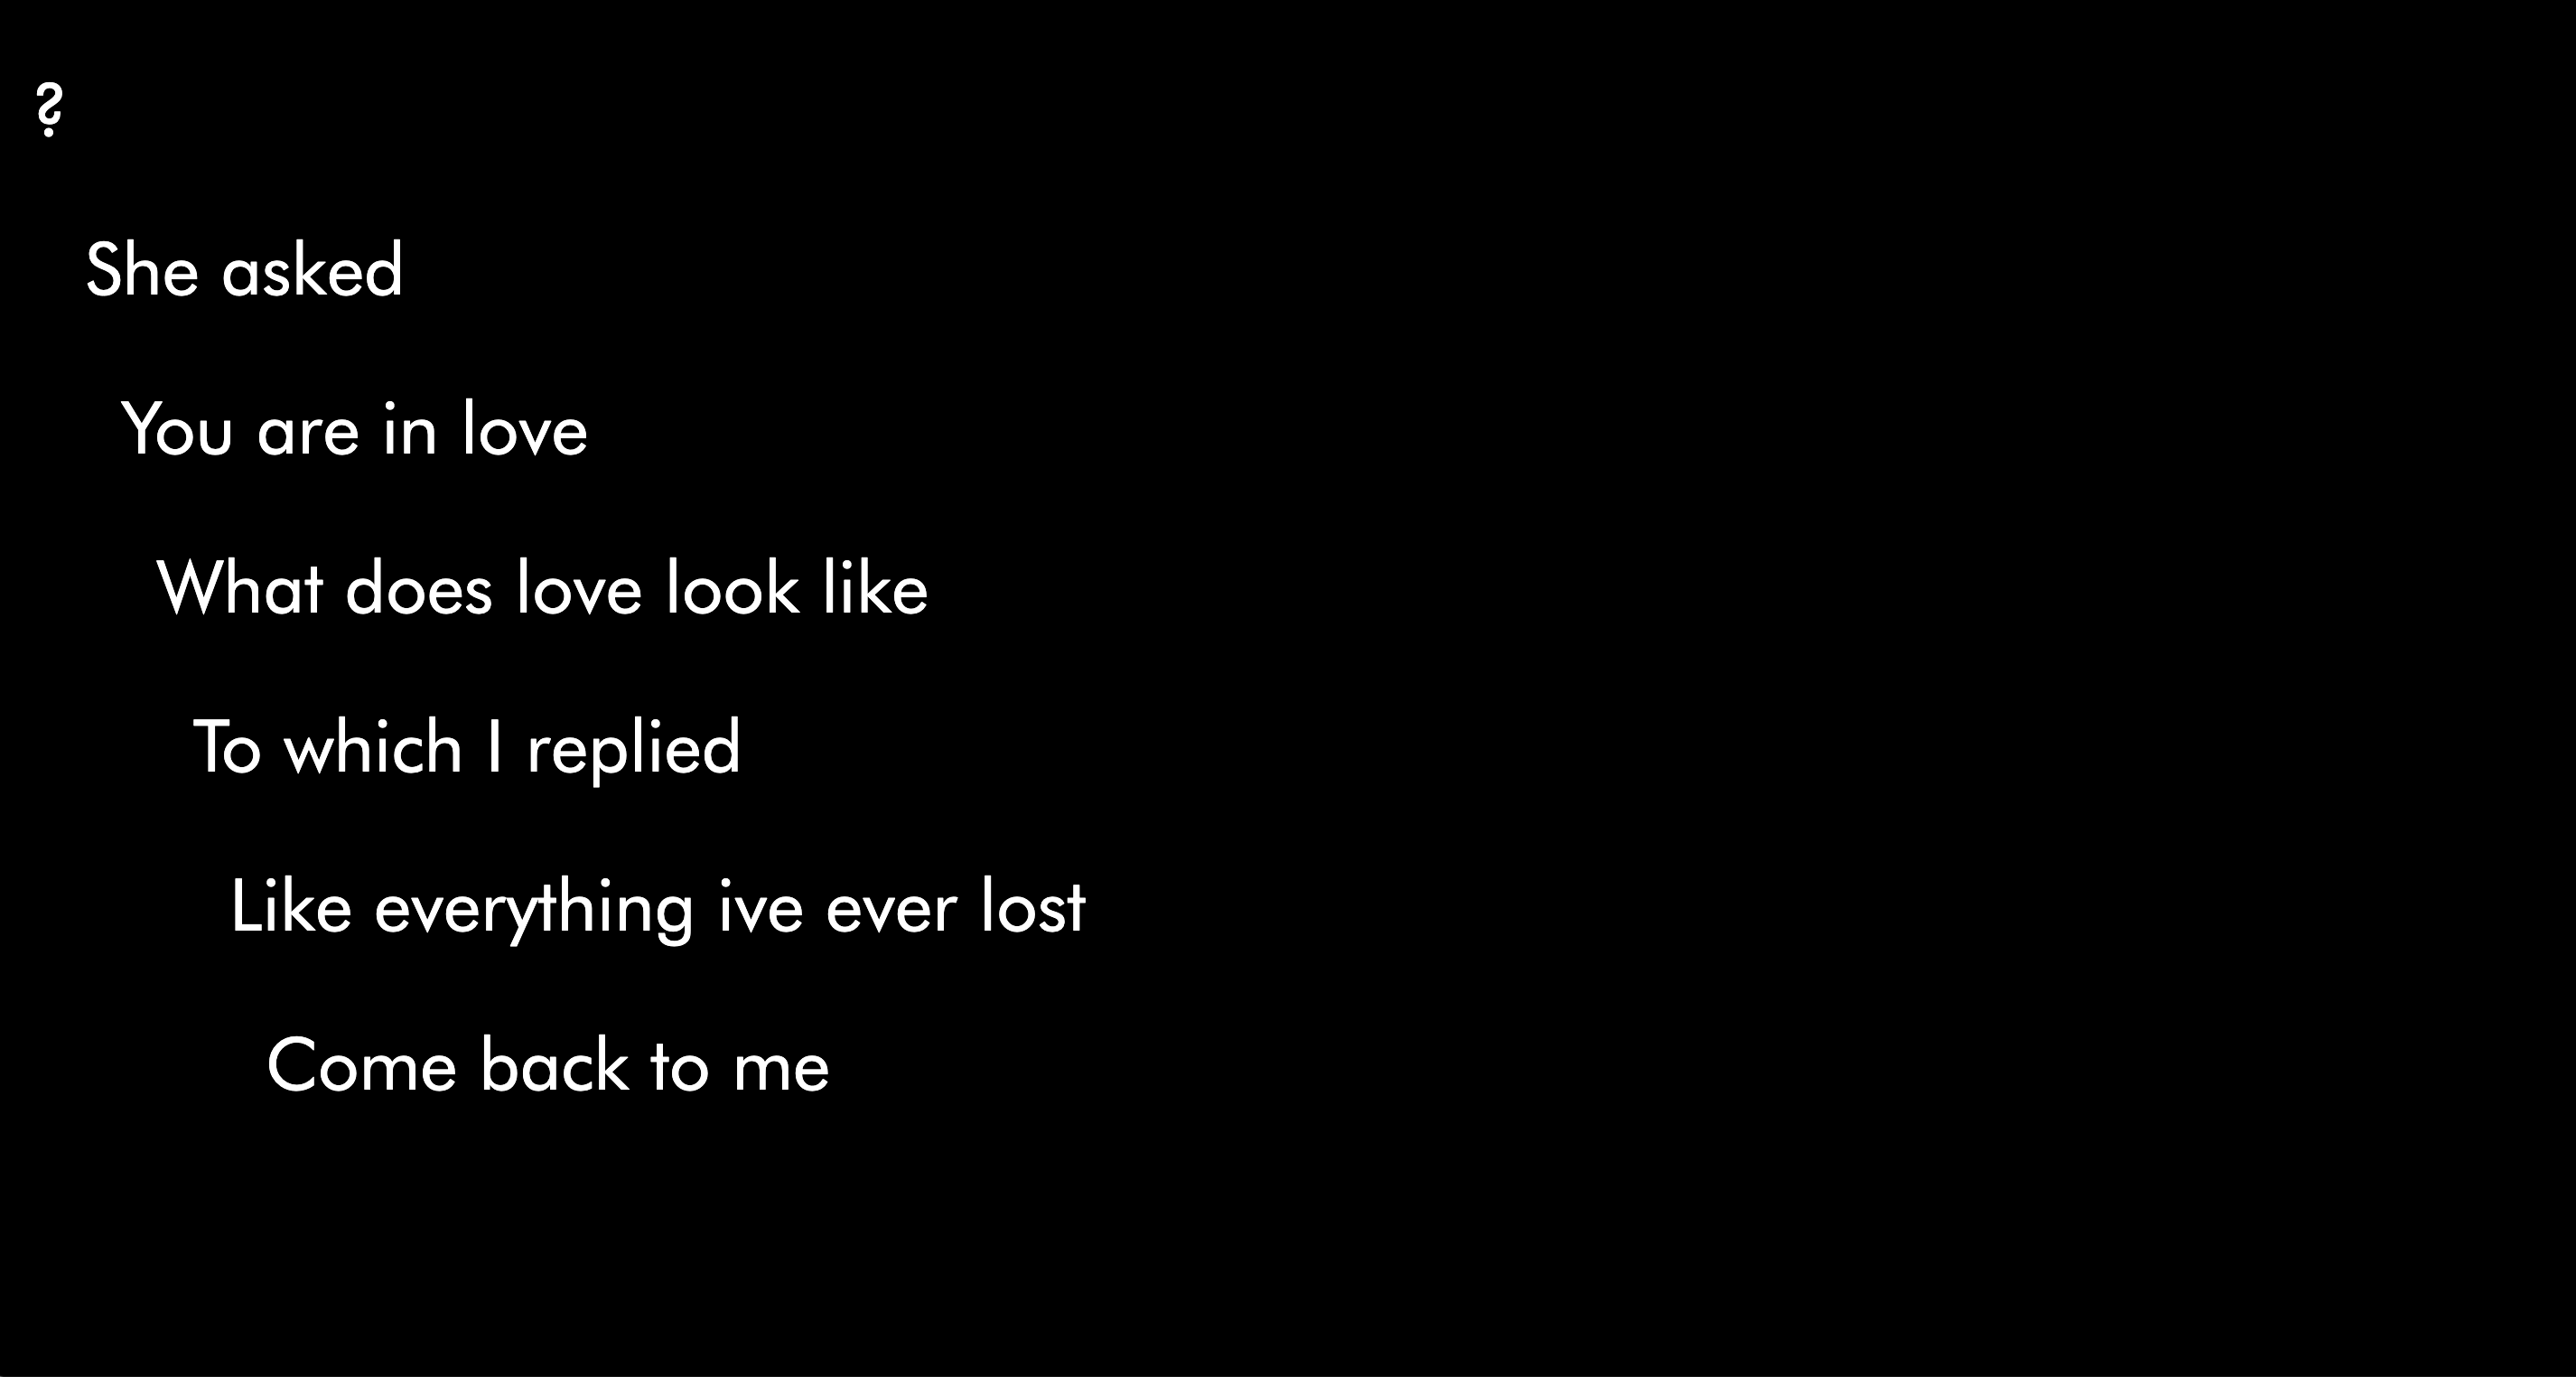 ?
She asked
You are in love
What does love look like
To which I replied
Like everything ive ever lost
Come back to me